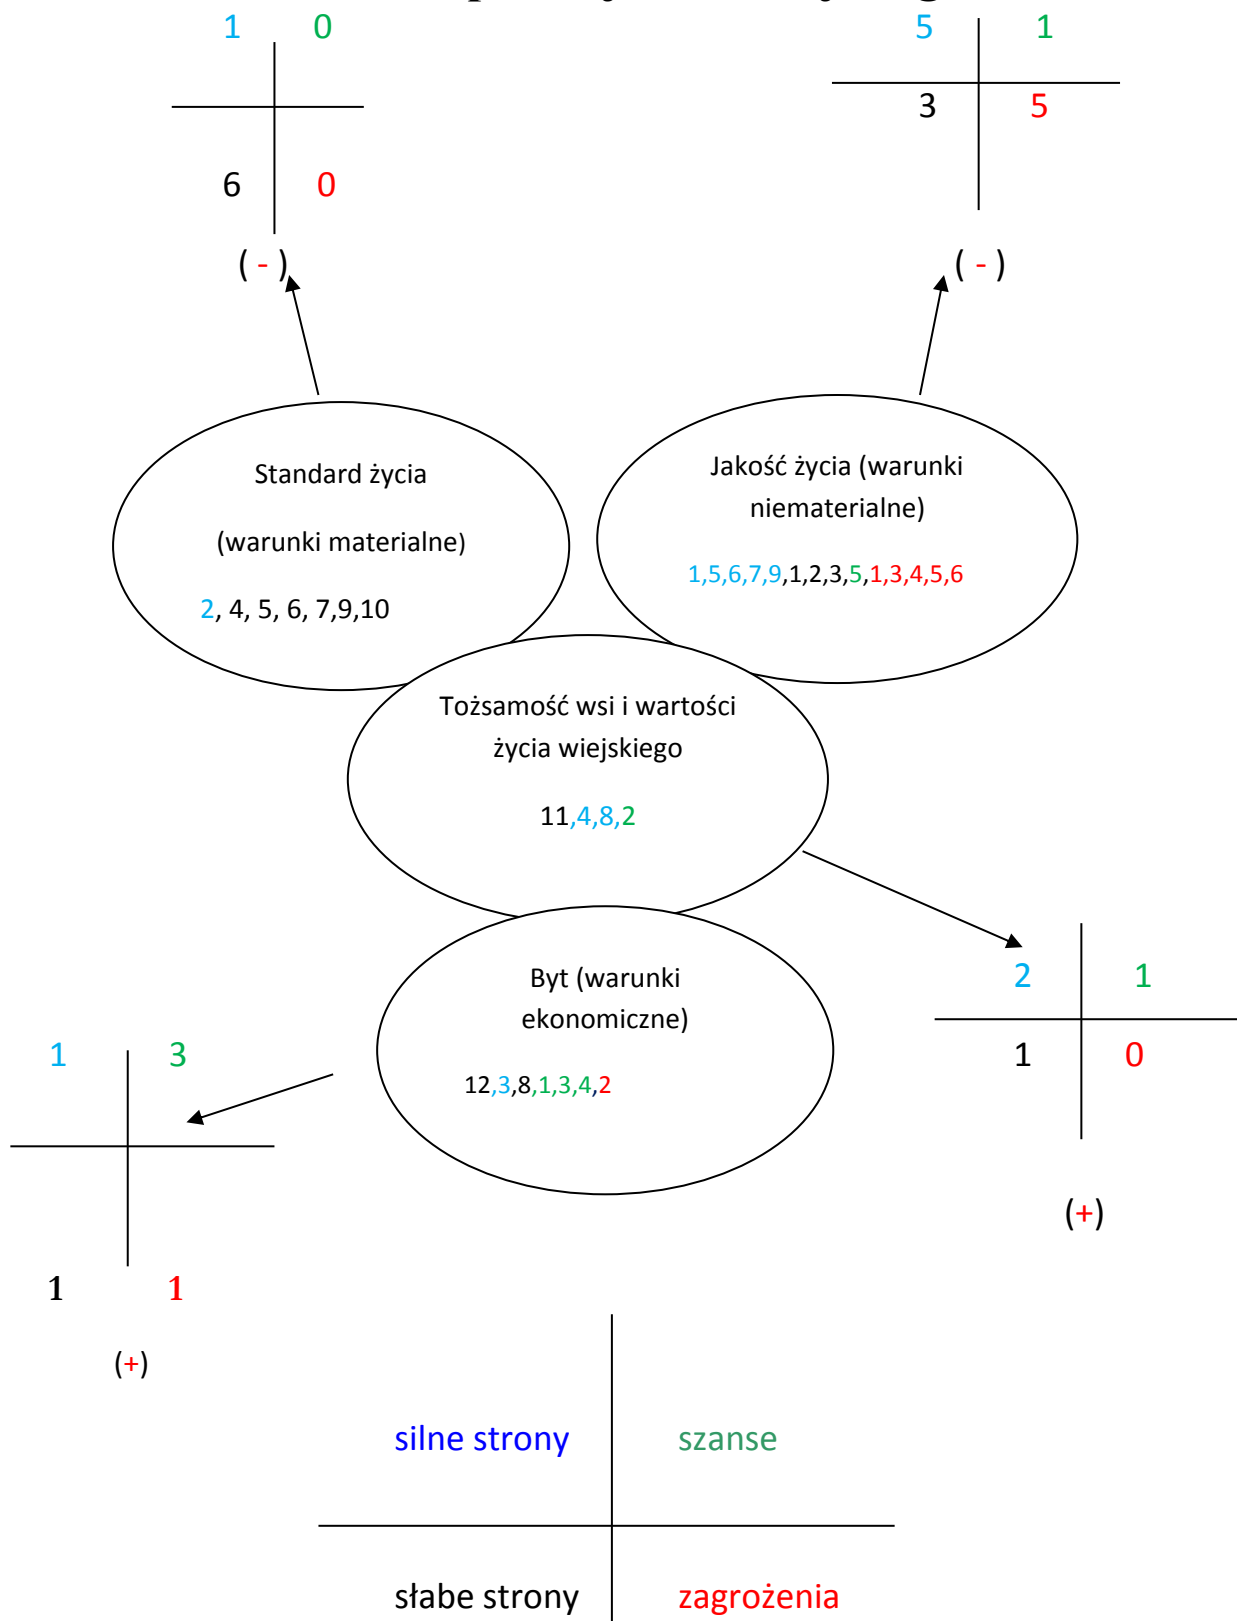 1 0
6 0
( - )
5 1
3 5
( - )
Standard życia
(warunki materialne)
2, 4, 5, 6, 7,9,10
Jakość życia (warunki
niematerialne)
1,5,6,7,9,1,2,3,5,1,3,4,5,6
Tożsamość wsi i wartości
życia wiejskiego
11,4,8,2
Byt (warunki
ekonomiczne)
12,3,8,1,3,4,2
2 1
1 0
(+)
1 3
1 1
(+)
silne strony szanse
słabe strony zagrożenia